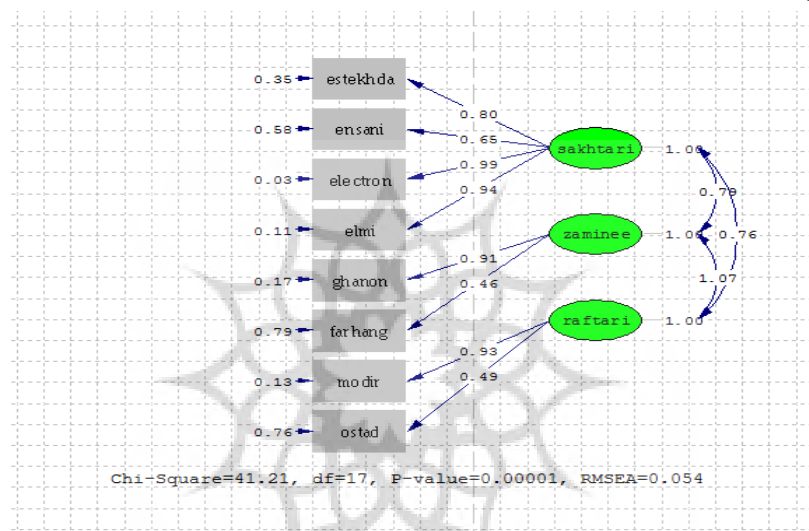 0.35 estekhda
0.80
0.58 ensani
0.65
sakhtari 1.00
0.99
0.03 electron
0.94
0.79
0.11 elmi
zaminee 1.00 0.76
0.91
0.17 ghanon
0.46
1.07
raftari 1.00
0.79 farhang
0.93
0.49
0.13 modir
0.76 ostad
Chi-Square=41.21, df=17, P-value=0.00001, RMSEA=0.054